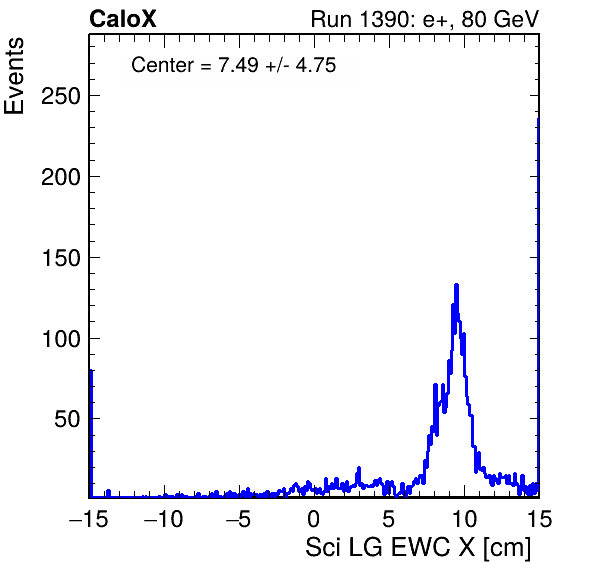 CaloX
Run 1390: e+, 80 GeV
Center = 7.49 +/- 4.75
Events
250
200
150
100
50
−15
−10
−5
0
5
10
15
Sci LG EWC X [cm]